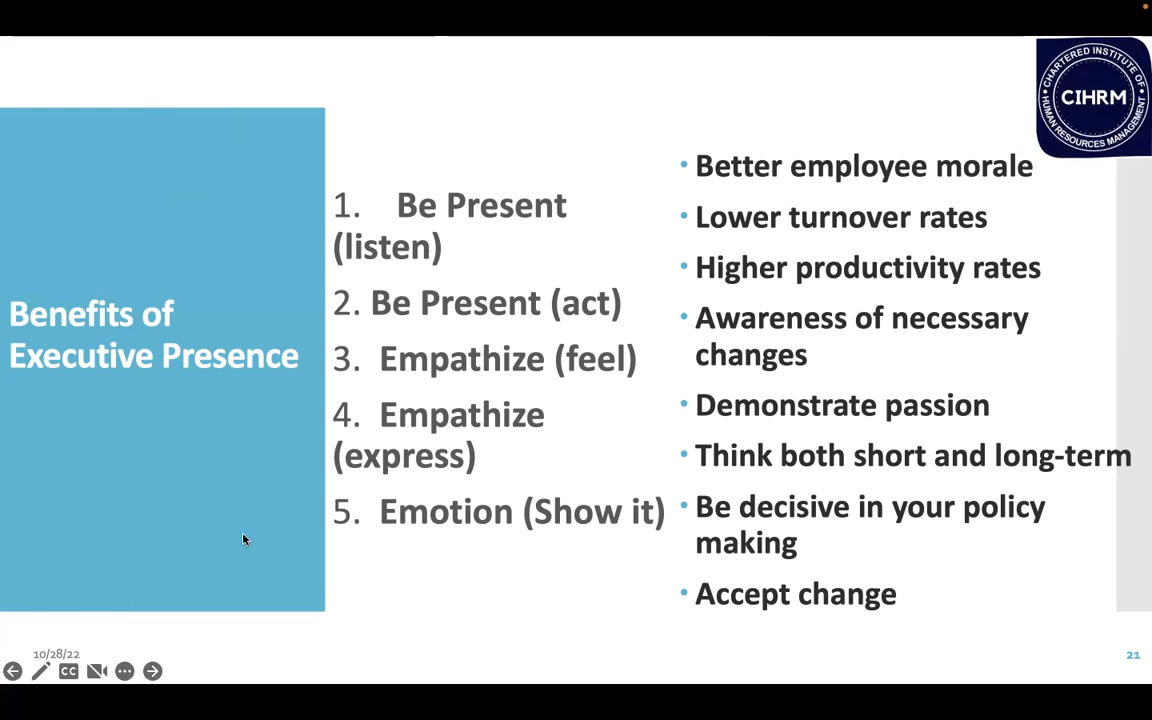 CHARTERED INSTITUTE OF
CIHRM
HUMAN RESOURCES MANAGEMENT
Benefits of
Executive Presence
1. Be Present
(listen)
2. Be Present (act)
3. Empathize (feel)
4. Empathize
(express)
5. Emotion (Show it)
• Better employee morale
• Lower turnover rates
• Higher productivity rates
• Awareness of necessary
changes
• Demonstrate passion
• Think both short and long-term
• Be decisive in your policy
making
• Accept change
10/28/22
CC
21